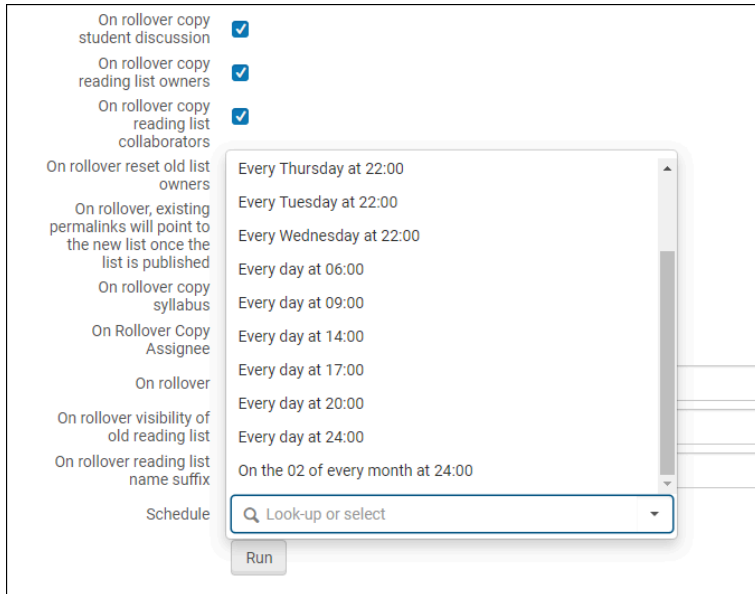 On rollover copy
student discussion
On rollover copy
reading list owners
On rollover copy
reading list
collaborators
On rollover reset old list
owners
On rollover, existing
permalinks will point to
the new list once the
list is published
On rollover copy
syllabus
On Rollover Copy
Assignee
On rollover
On rollover visibility of
old reading list
On rollover reading list
name suffix
Schedule
Every Thursday at 22:00
Every Tuesday at 22:00
Every Wednesday at 22:00
Every day at 06:00
Every day at 09:00
Every day at 14:00
Every day at 17:00
Every day at 20:00
Every day at 24:00
On the 02 of every month at 24:00
Look-up or select
Run